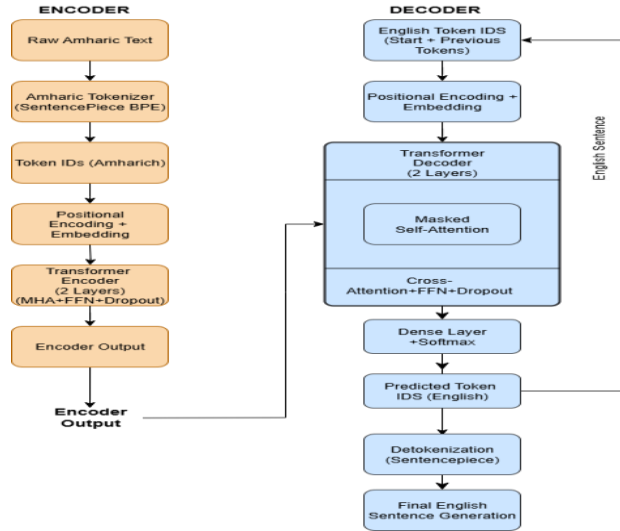 ENCODER
Raw Amharic Text
Amharic Tokenizer
(SentencePiece BPE)
Token IDs (Amharich)
Positional
Encoding +
Embedding
Transformer
Encoder
(2 Layers)
(MHA+FFN+Dropout)
Encoder Output
Encoder
Output
DECODER
English Token IDS
(Start + Previous
Tokens)
Positional Encoding +
Embedding
Transformer
Decoder
(2 Layers)
Masked
Self-Attention
Cross-
Attention+FFN+Dropout
Dense Layer
+Softmax
Predicted Token
IDS (English)
Detokenization
(Sentencepiece)
Final English
Sentence Generation
English Sentence